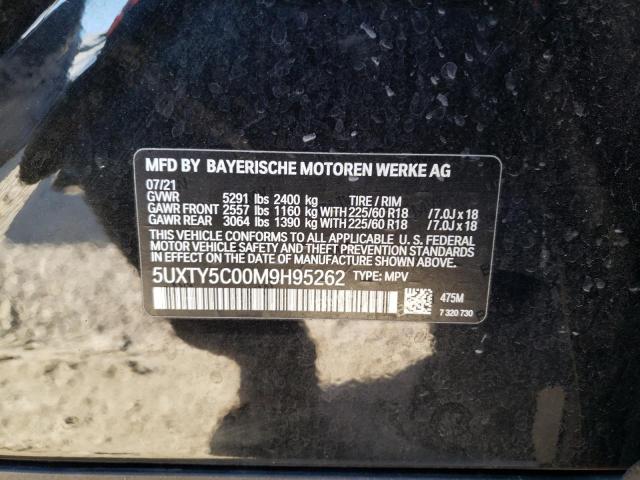 MFD BY BAYERISCHE MOTOREN WERKE AG
07/21
GVWR 5291 lbs 2400 kg TIRE / RIM
GAWR FRONT 2557 lbs 1160 kg WITH 225/60 R18 / 7.0J x 18
GAWR REAR 3064 lbs 1390 kg WITH 225/60 R18 / 7.0J x 18
THIS VEHICLE CONFORMS TO ALL APPLICABLE U. S. FEDERAL
MOTOR VEHICLE SAFETY AND THEFT PREVENTION STANDARDS
IN EFFECT ON THE DATE OF MANUFACTURE SHOWN ABOVE.
5UXTY5C00M9H95262 TYPE: MPV
475M
7 320 730